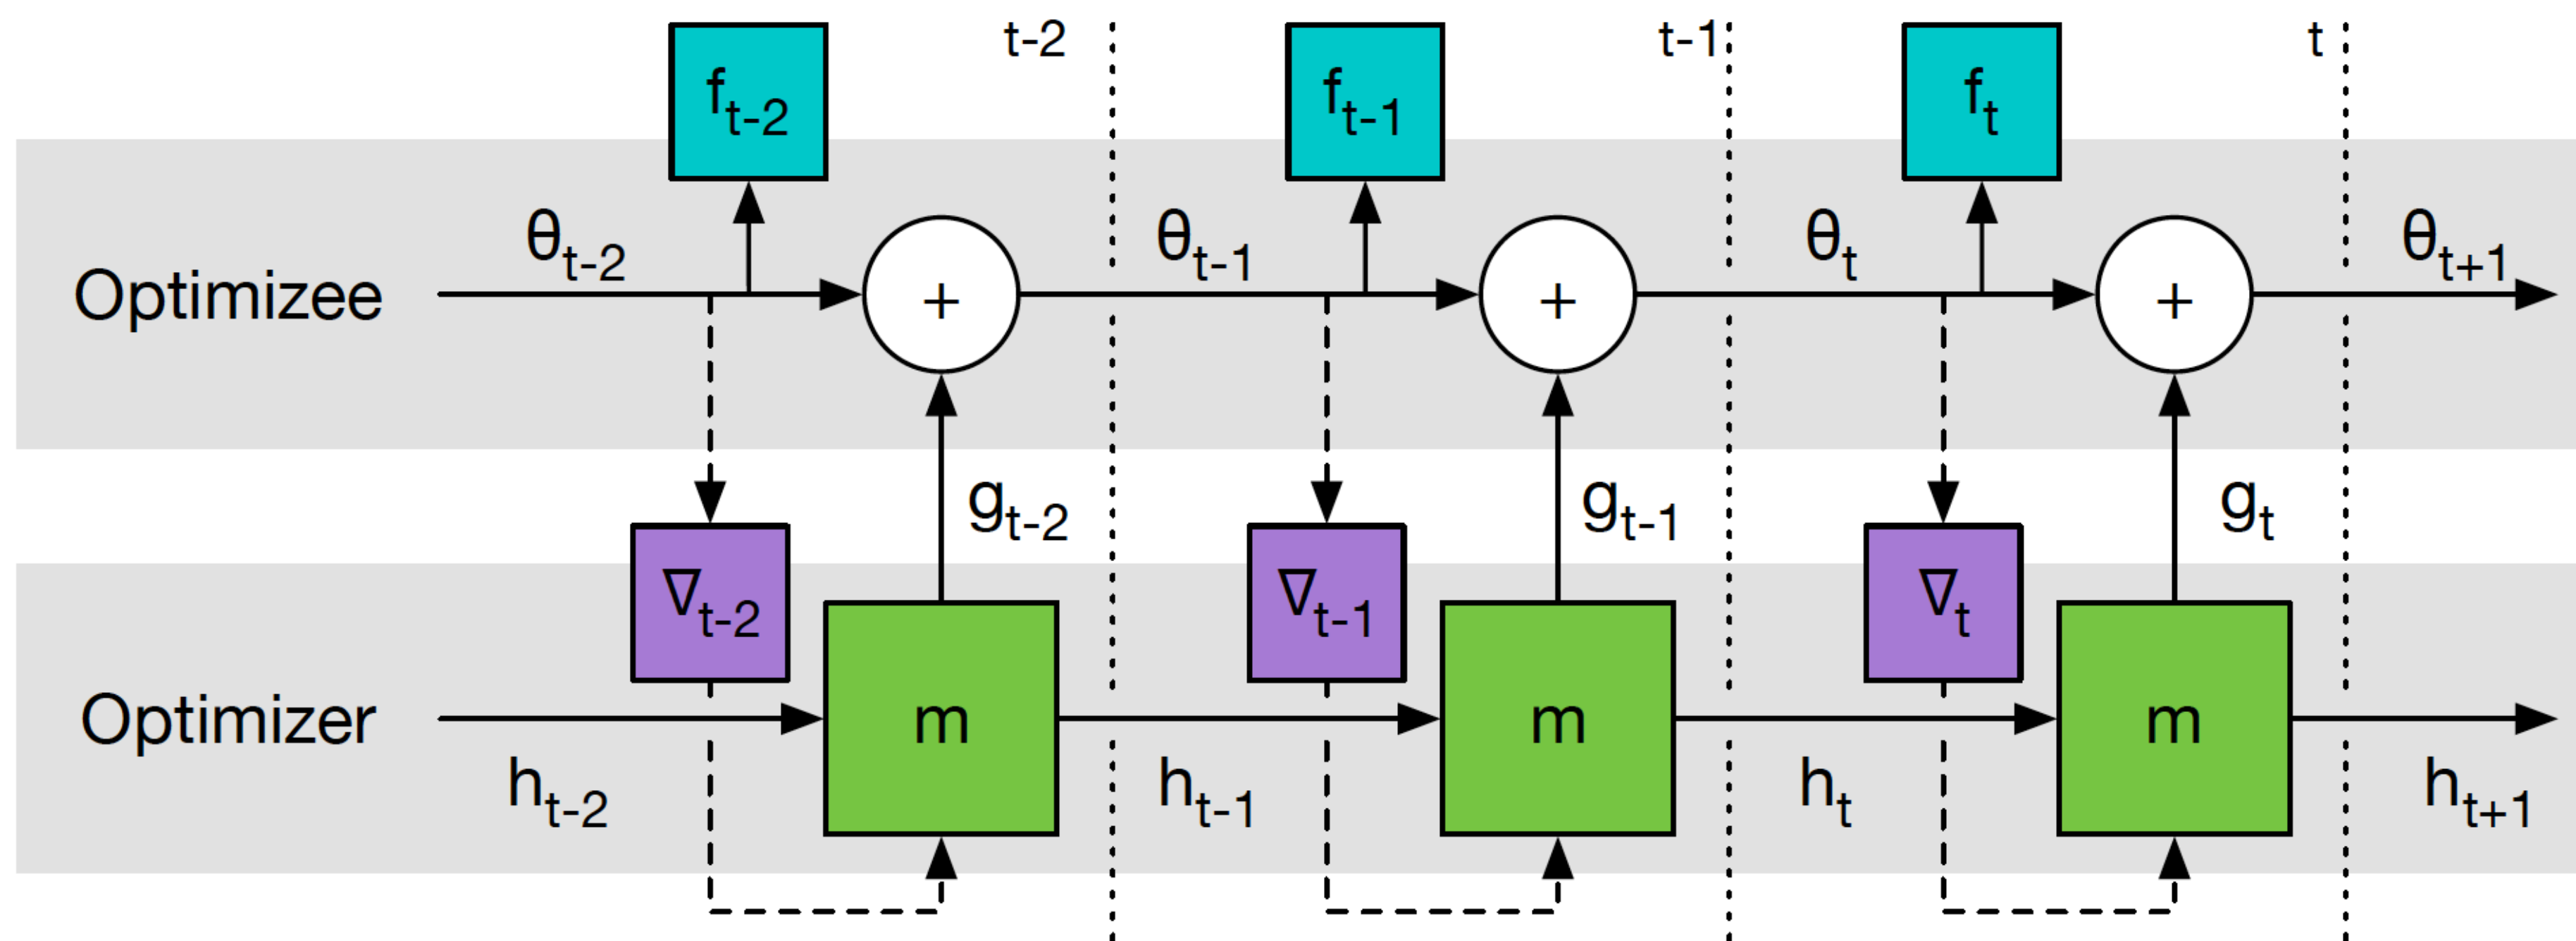 t-2 t-1 t
f_{t-2} f_{t-1} f_t
θ_{t-2} θ_{t-1} θ_t θ_{t+1}
Optimizee + + +
g_{t-2} g_{t-1} g_t
∇_{t-2} ∇_{t-1} ∇_t
Optimizer m m m
h_{t-2} h_{t-1} h_t h_{t+1}